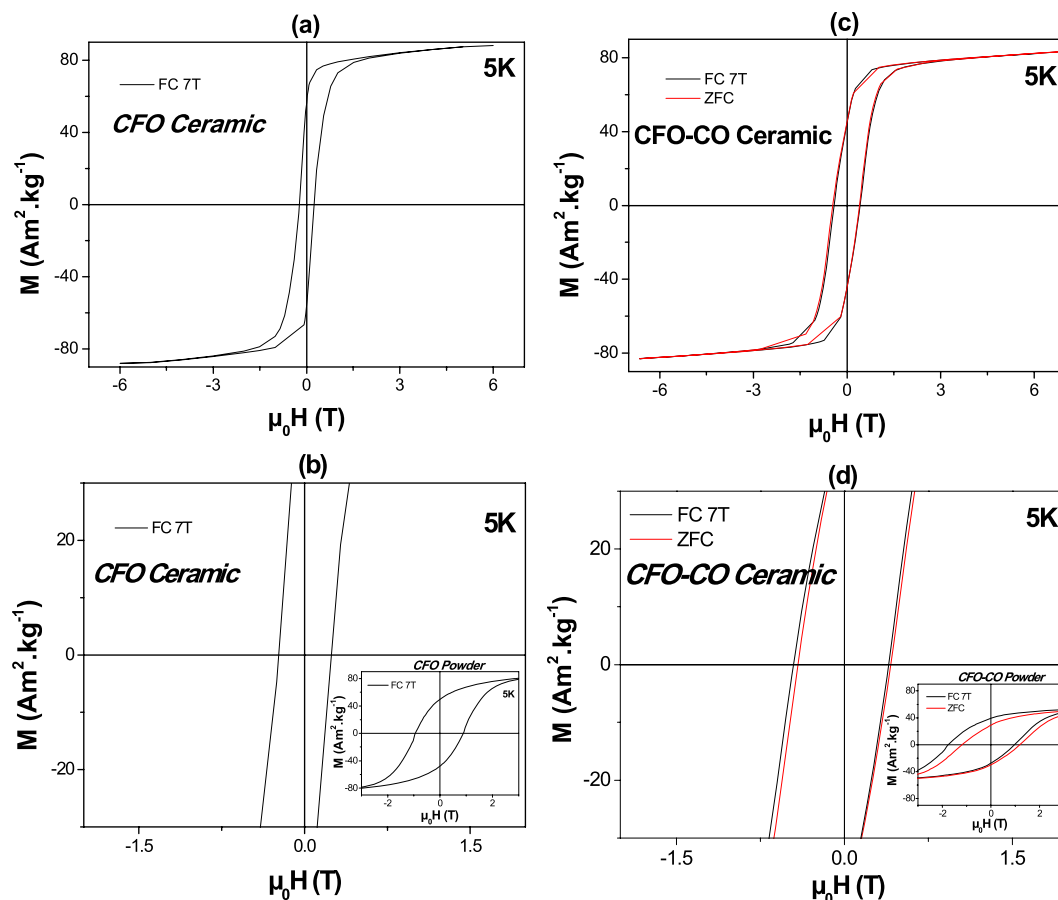 (a)
80
40
0
-40
-80
M (Am².kg⁻¹)
FC 7T
5K
CFO Ceramic
-6
-3
0
3
6
µ₀H (T)
(c)
80
40
0
-40
-80
M (Am².kg⁻¹)
FC 7T
ZFC
5K
CFO-CO Ceramic
-6
-3
0
3
6
µ₀H (T)
(b)
20
0
-20
M (Am².kg⁻¹)
FC 7T
5K
CFO Ceramic
-1.5
0.0
1.5
µ₀H (T)
CFO Powder
80
40
0
-40
-80
M (Am².kg⁻¹)
FC 7T
5K
-2
0
2
µ₀H (T)
(d)
20
0
-20
M (Am².kg⁻¹)
FC 7T
ZFC
5K
CFO-CO Ceramic
-1.5
0.0
1.5
µ₀H (T)
CFO-CO Powder
80
40
0
-40
-80
M (Am².kg⁻¹)
FC 7T
ZFC
-2
0
2
µ₀H (T)